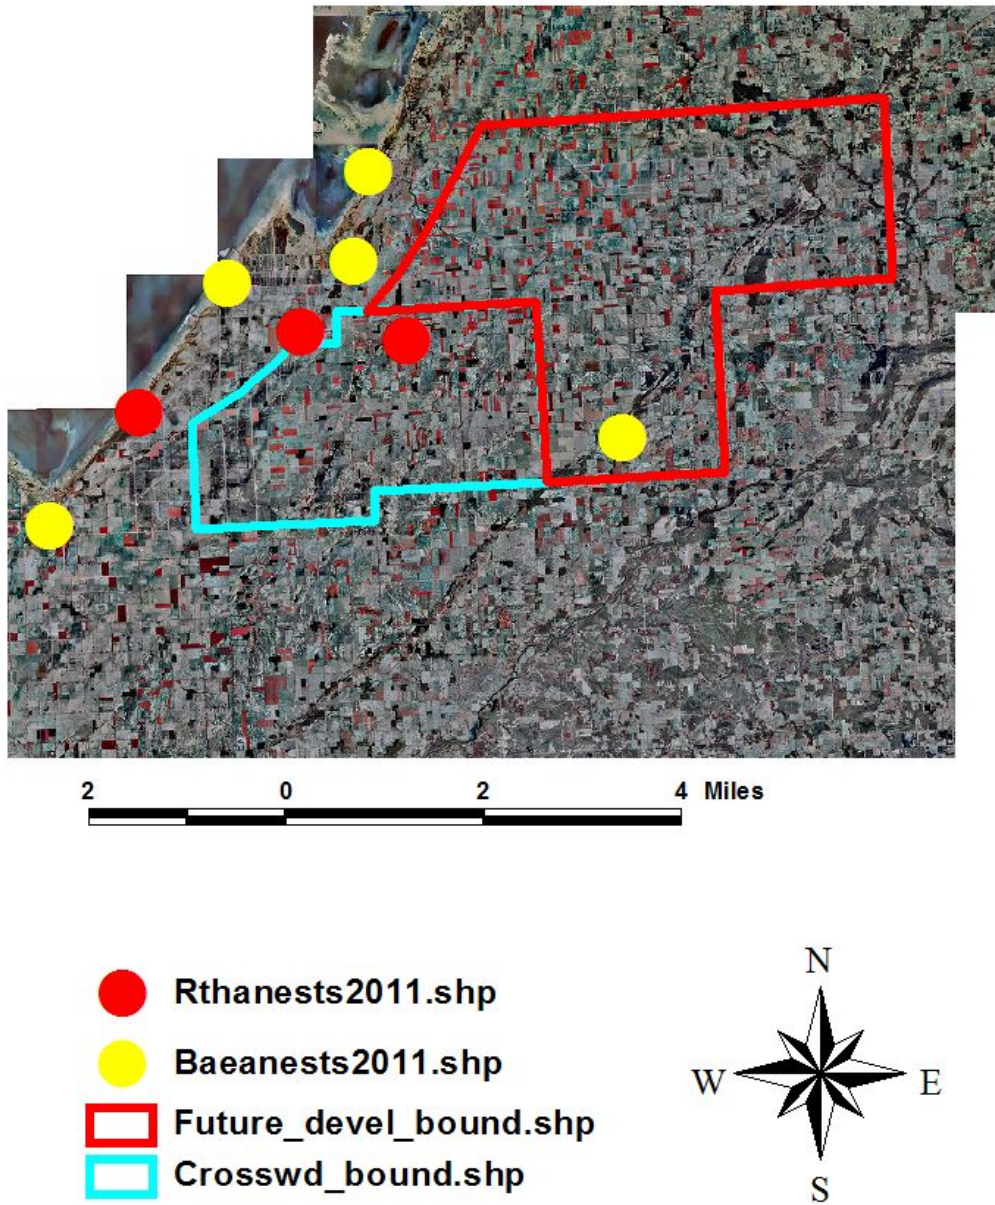 2 0 2 4 Miles
Rthanests2011.shp
Baeanests2011.shp
Future_devel_bound.shp
Crosswd_bound.shp
N
W E
S